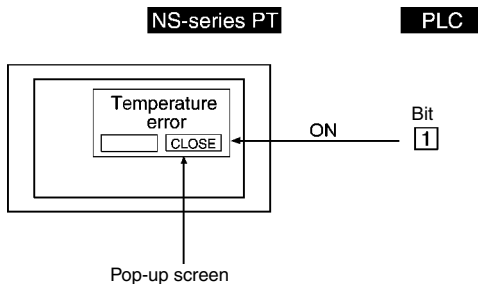 NS-series PT
PLC
Temperature
error
CLOSE
ON
Bit
1
Pop-up screen